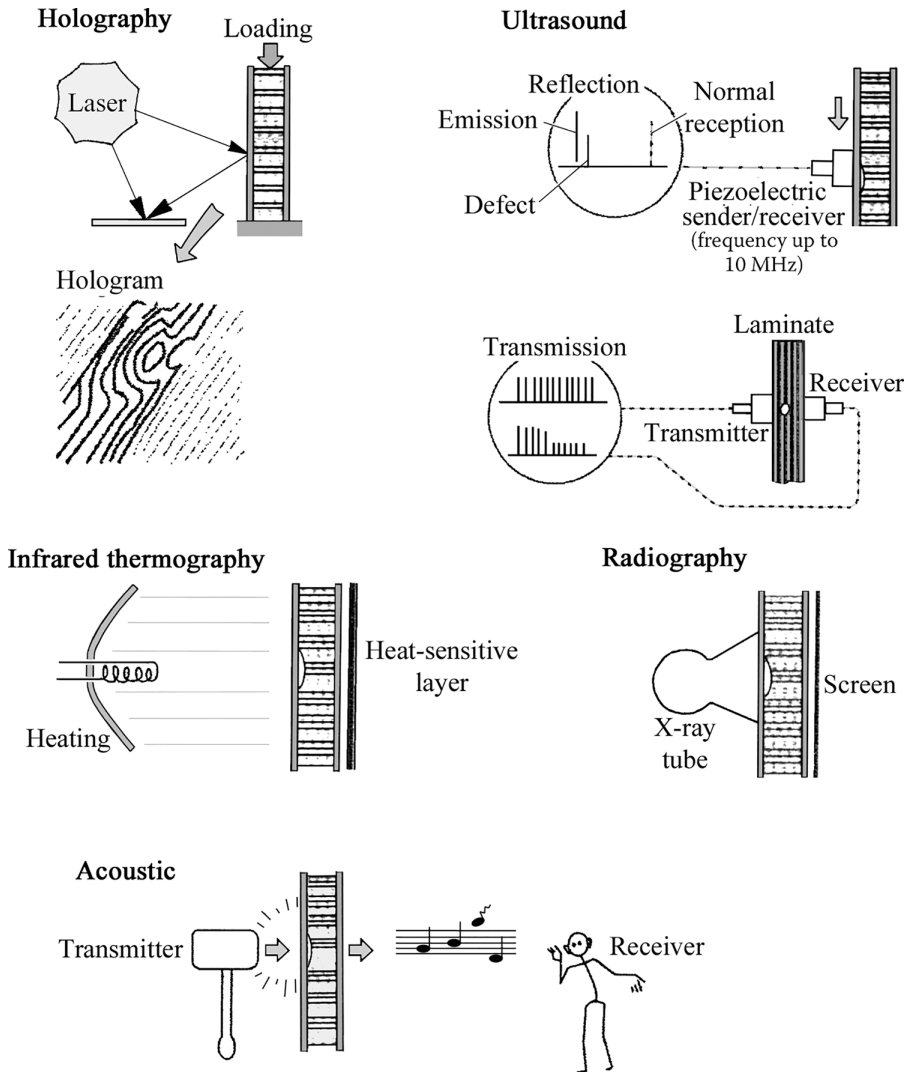 Holography
Loading
Laser
Hologram
Ultrasound
Reflection
Emission
Normal
reception
Defect
Piezoelectric
sender/receiver
(frequency up to
10 MHz)
Laminate
Transmission
Receiver
Transmitter
Infrared thermography
Heat-sensitive
layer
Heating
Radiography
Screen
X-ray
tube
Acoustic
Transmitter
Receiver